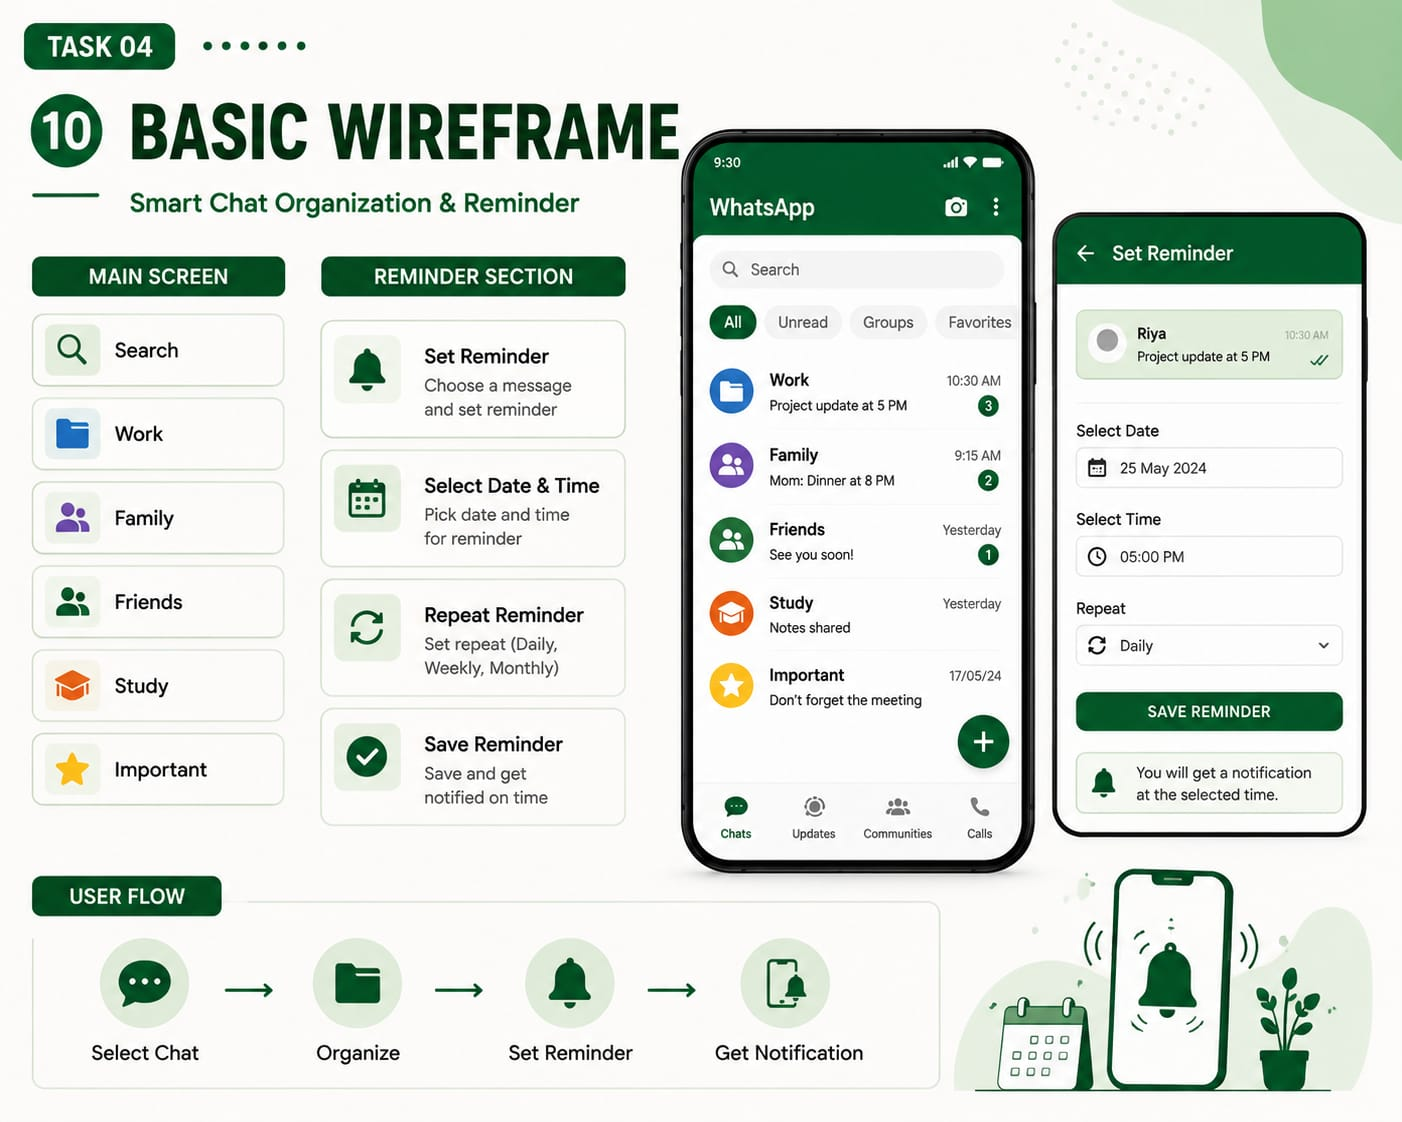 TASK 04
10 BASIC WIREFRAME
Smart Chat Organization & Reminder
MAIN SCREEN
Search
Work
Family
Friends
Study
Important
REMINDER SECTION
Set Reminder
Choose a message
and set reminder
Select Date & Time
Pick date and time
for reminder
Repeat Reminder
Set repeat (Daily,
Weekly, Monthly)
Save Reminder
Save and get
notified on time
9:30
WhatsApp
Search
All Unread Groups Favorites
Work 10:30 AM
Project update at 5 PM 3
Family 9:15 AM
Mom: Dinner at 8 PM 2
Friends Yesterday
See you soon! 1
Study Yesterday
Notes shared
Important 17/05/24
Don't forget the meeting
Chats Updates Communities Calls
Set Reminder
Riya 10:30 AM
Project update at 5 PM
Select Date
25 May 2024
Select Time
05:00 PM
Repeat
Daily
SAVE REMINDER
You will get a notification
at the selected time.
USER FLOW
Select Chat
Organize
Set Reminder
Get Notification